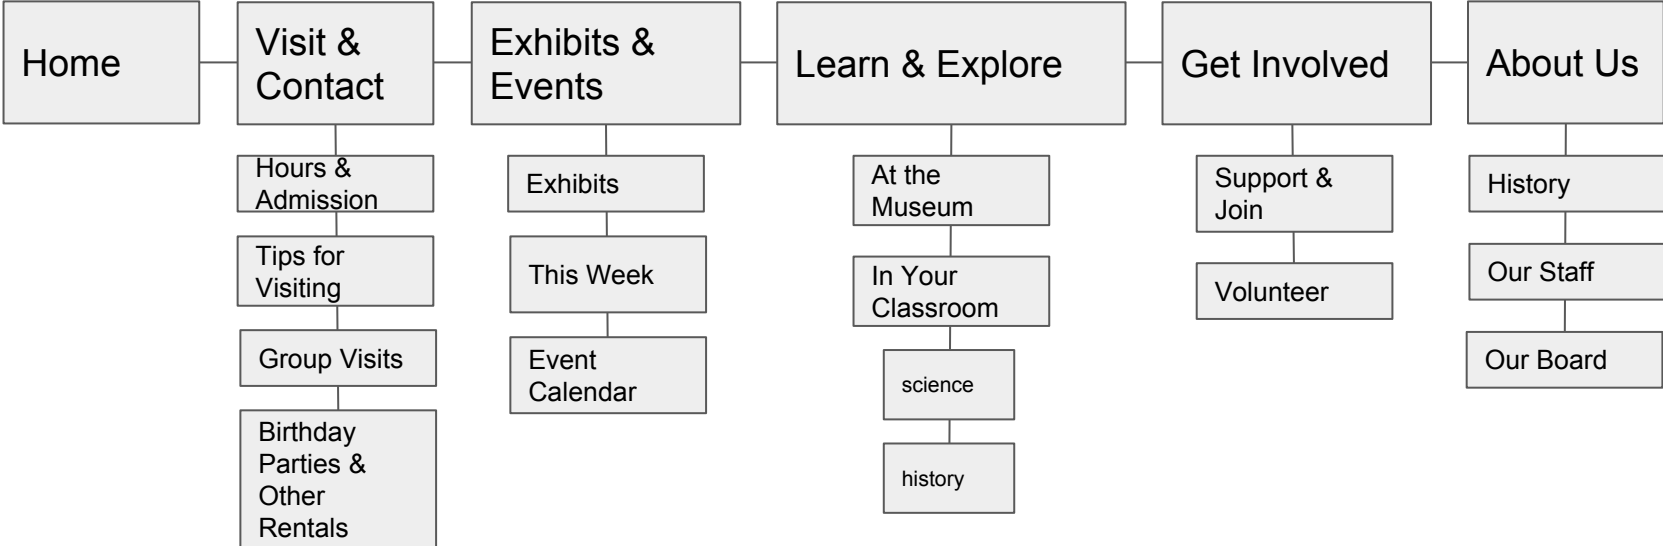 Home
Visit &
Contact
Exhibits &
Events
Learn & Explore
Get Involved
About Us
Hours &
Admission
Tips for
Visiting
Group Visits
Birthday
Parties &
Other
Rentals
Exhibits
This Week
Event
Calendar
At the
Museum
In Your
Classroom
science
history
Support &
Join
Volunteer
History
Our Staff
Our Board